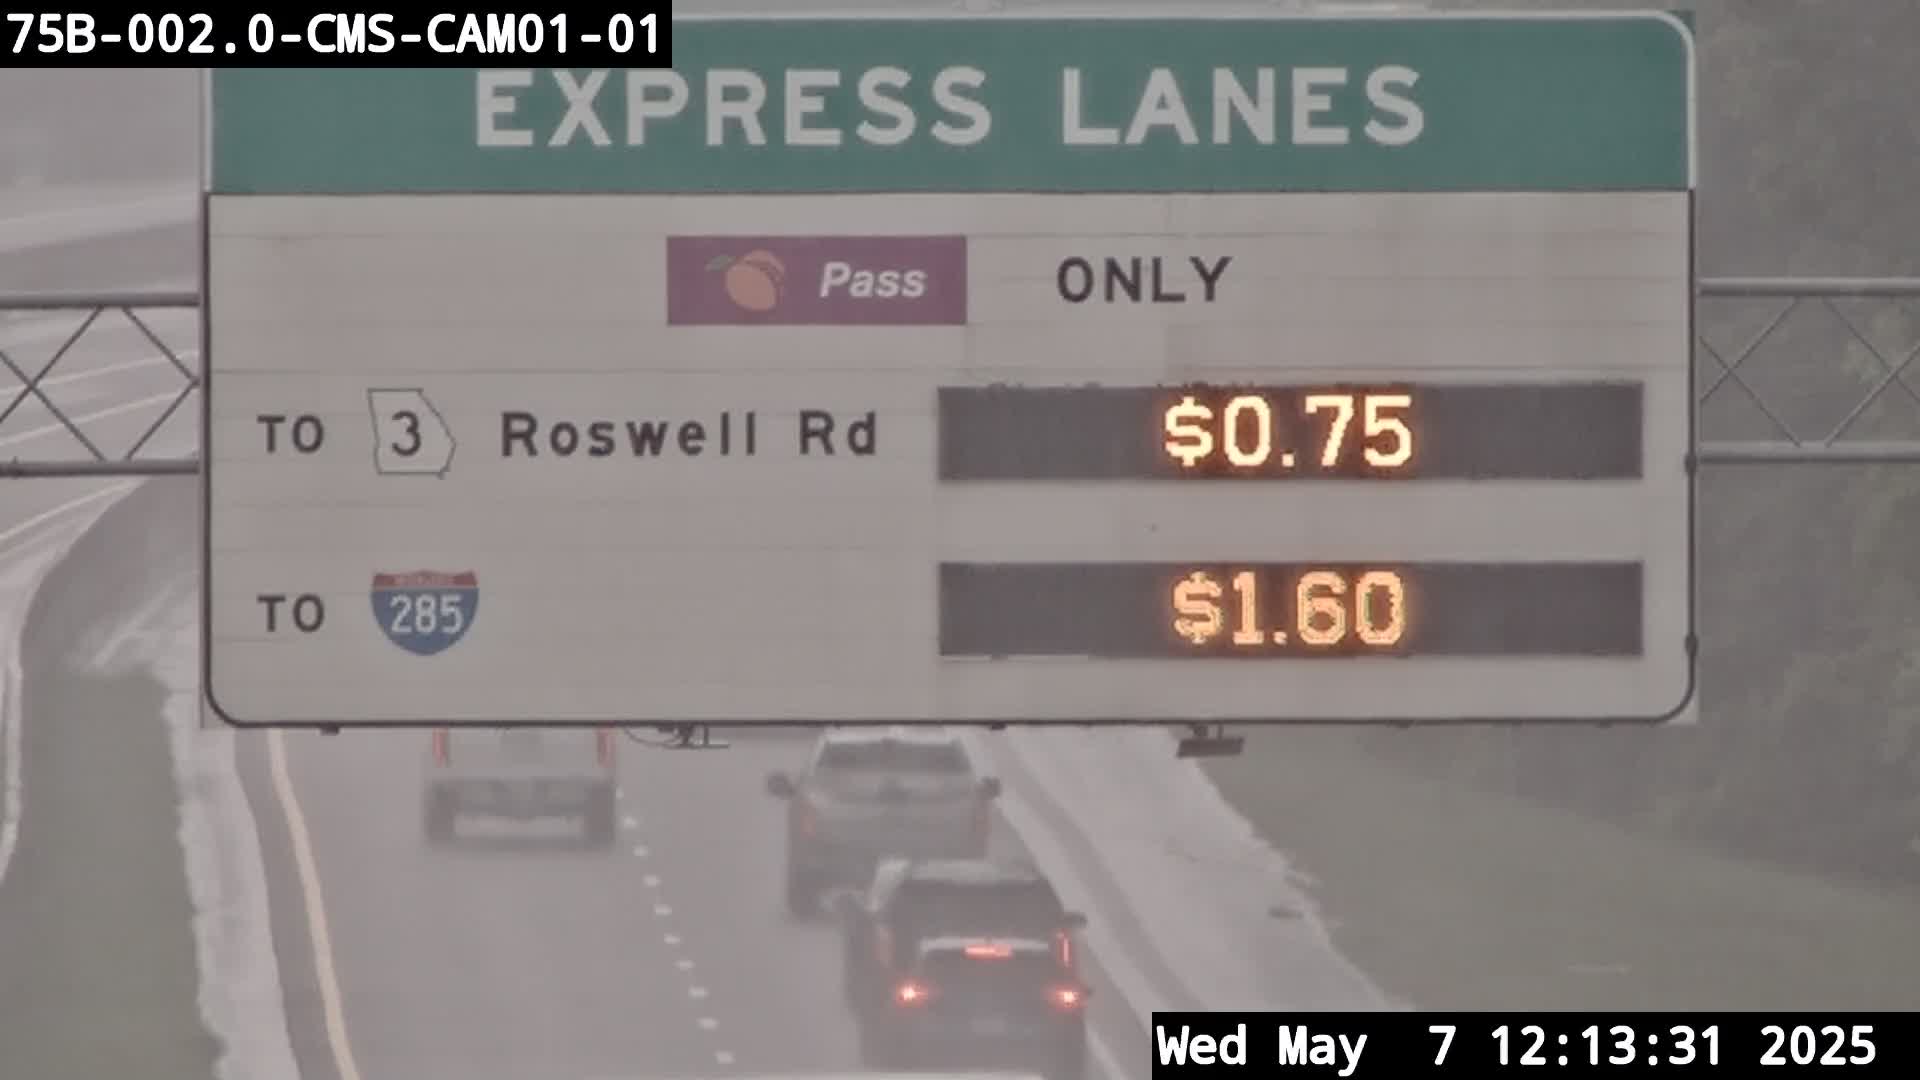 75B-002.0-CMS-CAM01-01
EXPRESS LANES
Pass ONLY
TO 3 Roswell Rd $0.75
TO 285 $1.60
Wed May 7 12:13:31 2025